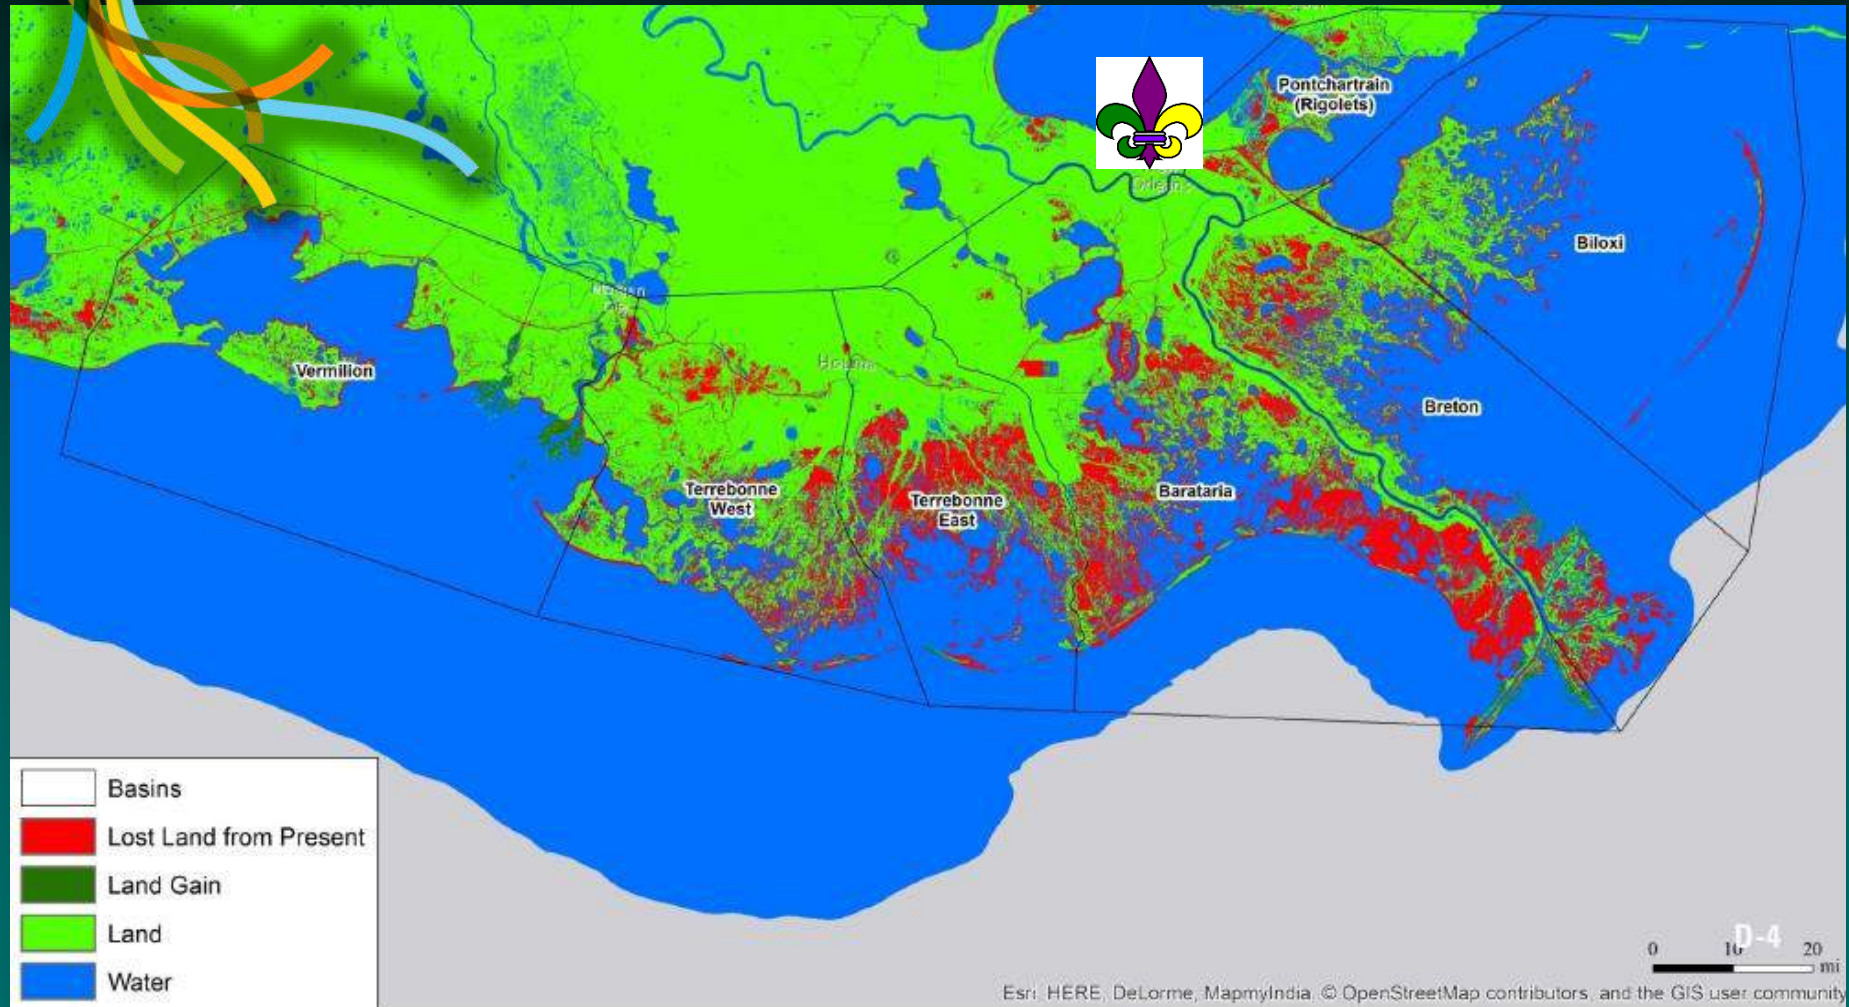 Pontchartrain
(Rigolets)
Biloxi
Vermilion
Breton
Terrebonne
West
Terrebonne
East
Barataria
Basins
Lost Land from Present
Land Gain
Land
Water
D-4
0 10 20
mi
Esri, HERE, DeLorme, MapmyIndia, © OpenStreetMap contributors, and the GIS user community